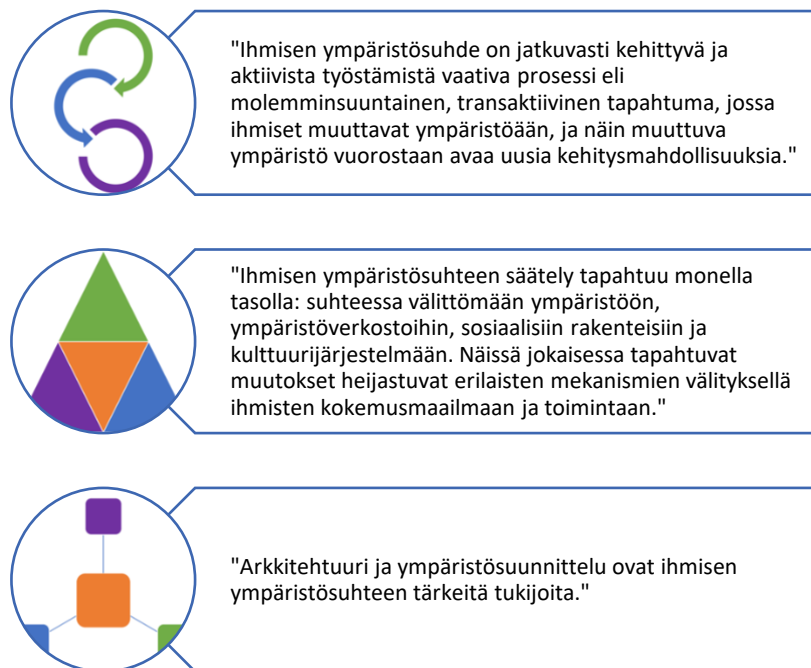 "Ihmisen ympäristösuhde on jatkuvasti kehittyvä ja
aktiivista työstämistä vaativa prosessi eli
molemminsuuntainen, transaktiivinen tapahtuma, jossa
ihmiset muuttavat ympäristöään, ja näin muuttuva
ympäristö vuorostaan avaa uusia kehitysmahdollisuuksia."
"Ihmisen ympäristösuhteen säätely tapahtuu monella
tasolla: suhteessa välittömään ympäristöön,
ympäristöverkostoihin, sosiaalisiin rakenteisiin ja
kulttuurijärjestelmään. Näissä jokaisessa tapahtuvat
muutokset heijastuvat erilaisten mekanismien välityksellä
ihmisten kokemusmaailmaan ja toimintaan."
"Arkkitehtuuri ja ympäristösuunnittelu ovat ihmisen
ympäristösuhteen tärkeitä tukijoita."